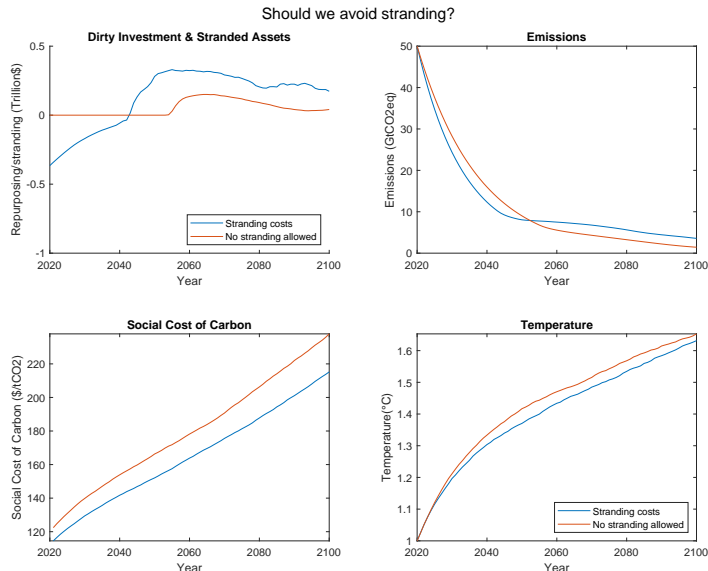 Should we avoid stranding?
Dirty Investment & Stranded Assets
Repurposing/stranding (Trillion$)
0.5
0
-0.5
-1
2020 2040 2060 2080 2100
Year
Stranding costs
No stranding allowed
Emissions
Emissions (GtCO2eq)
50
40
30
20
10
0
2020 2040 2060 2080 2100
Year
Social Cost of Carbon
Social Cost of Carbon ($/tCO2)
220
200
180
160
140
120
2020 2040 2060 2080 2100
Year
Temperature
Temperature(°C)
1.6
1.5
1.4
1.3
1.2
1.1
1
2020 2040 2060 2080 2100
Year
Stranding costs
No stranding allowed